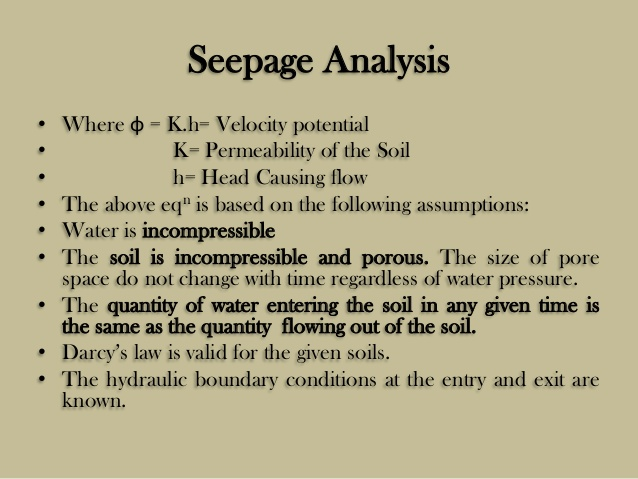 Seepage Analysis
• Where ϕ = K.h= Velocity potential
• K= Permeability of the Soil
• h= Head Causing flow
• The above eqⁿ is based on the following assumptions:
• Water is incompressible
• The soil is incompressible and porous. The size of pore
space do not change with time regardless of water pressure.
• The quantity of water entering the soil in any given time is
the same as the quantity flowing out of the soil.
• Darcy's law is valid for the given soils.
• The hydraulic boundary conditions at the entry and exit are
known.